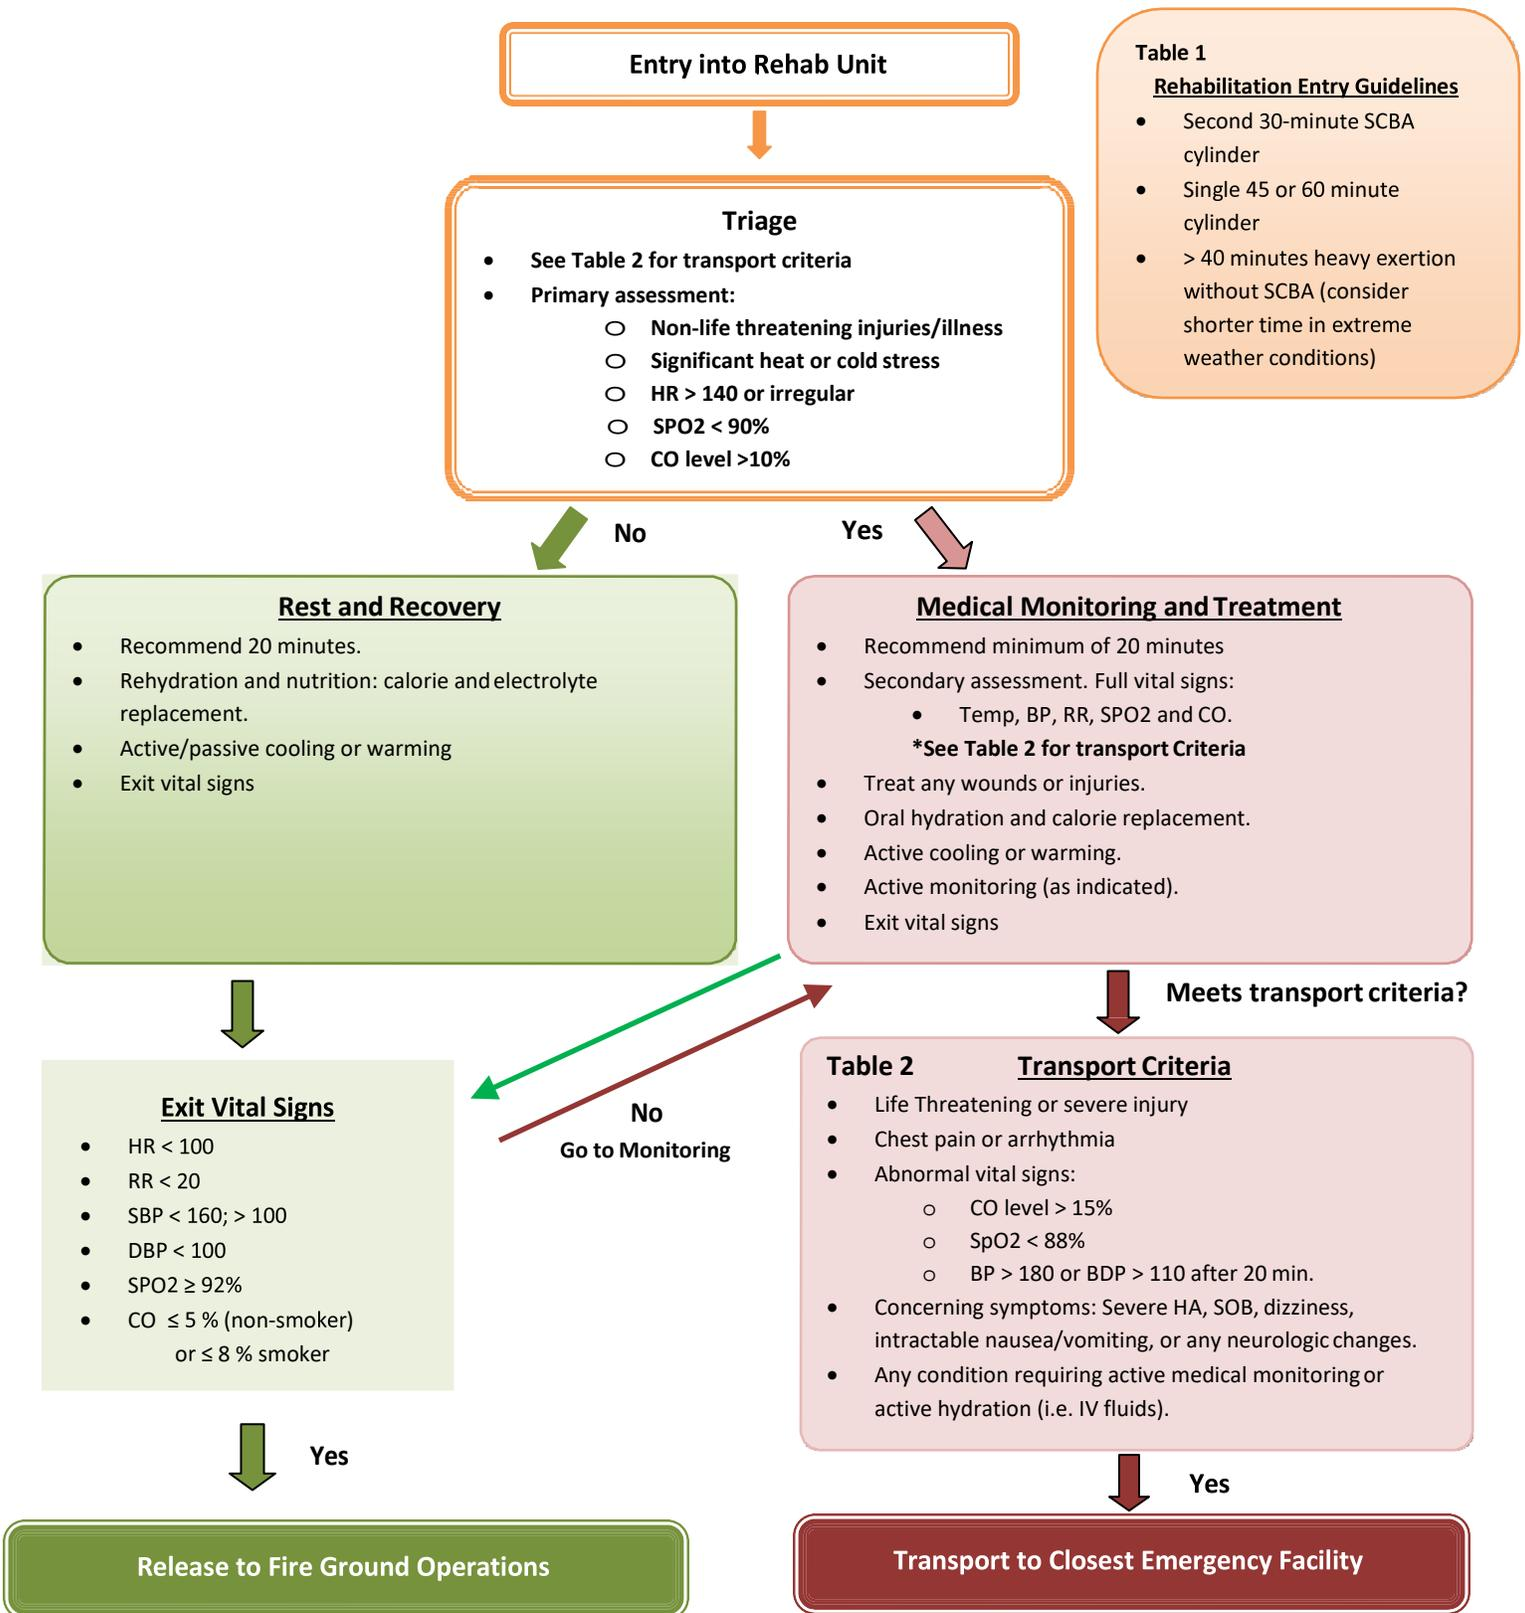 Entry into Rehab Unit
Table 1
Rehabilitation Entry Guidelines
• Second 30-minute SCBA
cylinder
• Single 45 or 60 minute
cylinder
• > 40 minutes heavy exertion
without SCBA (consider
shorter time in extreme
weather conditions)
Triage
• See Table 2 for transport criteria
• Primary assessment:
O Non-life threatening injuries/illness
O Significant heat or cold stress
O HR > 140 or irregular
O SPO2 < 90%
O CO level >10%
No
Yes
Rest and Recovery
• Recommend 20 minutes.
• Rehydration and nutrition: calorie and electrolyte
replacement.
• Active/passive cooling or warming
• Exit vital signs
Medical Monitoring and Treatment
• Recommend minimum of 20 minutes
• Secondary assessment. Full vital signs:
• Temp, BP, RR, SPO2 and CO.
*See Table 2 for transport Criteria
• Treat any wounds or injuries.
• Oral hydration and calorie replacement.
• Active cooling or warming.
• Active monitoring (as indicated).
• Exit vital signs
Meets transport criteria?
Exit Vital Signs
• HR < 100
• RR < 20
• SBP < 160; > 100
• DBP < 100
• SPO2 ≥ 92%
• CO ≤ 5 % (non-smoker)
or ≤ 8 % smoker
No
Go to Monitoring
Table 2 Transport Criteria
• Life Threatening or severe injury
• Chest pain or arrhythmia
• Abnormal vital signs:
o CO level > 15%
o SpO2 < 88%
o BP > 180 or BDP > 110 after 20 min.
• Concerning symptoms: Severe HA, SOB, dizziness,
intractable nausea/vomiting, or any neurologic changes.
• Any condition requiring active medical monitoring or
active hydration (i.e. IV fluids).
Yes
Yes
Release to Fire Ground Operations
Transport to Closest Emergency Facility